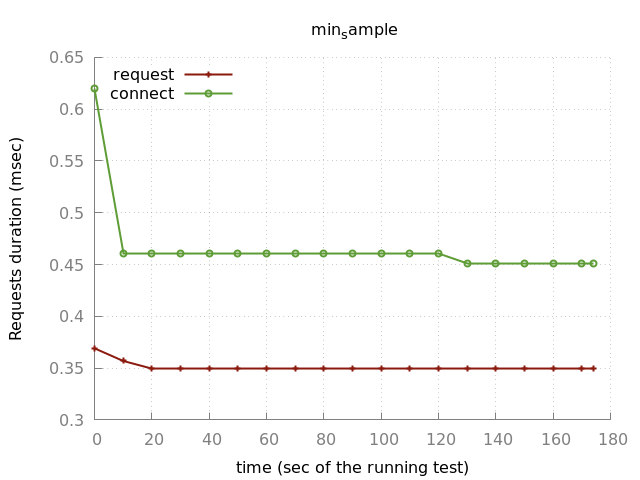 min_sample
0.65
0.6
0.55
0.5
0.45
0.4
0.35
0.3
request
connect
Requests duration (msec)
0 20 40 60 80 100 120 140 160 180
time (sec of the running test)